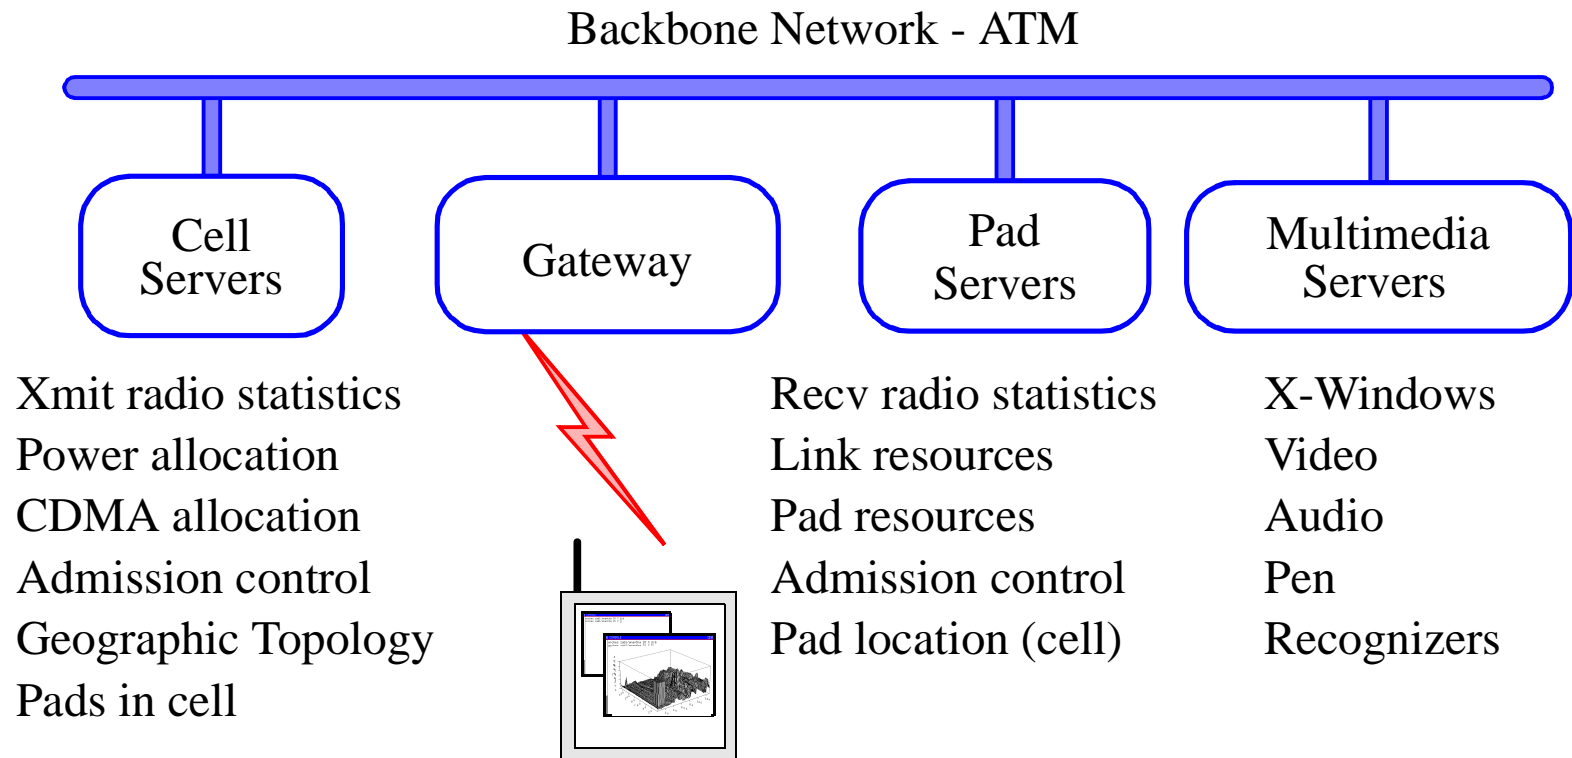 Backbone Network - ATM
Cell
Servers
Gateway
Pad
Servers
Multimedia
Servers
Xmit radio statistics
Power allocation
CDMA allocation
Admission control
Geographic Topology
Pads in cell
Recv radio statistics
Link resources
Pad resources
Admission control
Pad location (cell)
X-Windows
Video
Audio
Pen
Recognizers